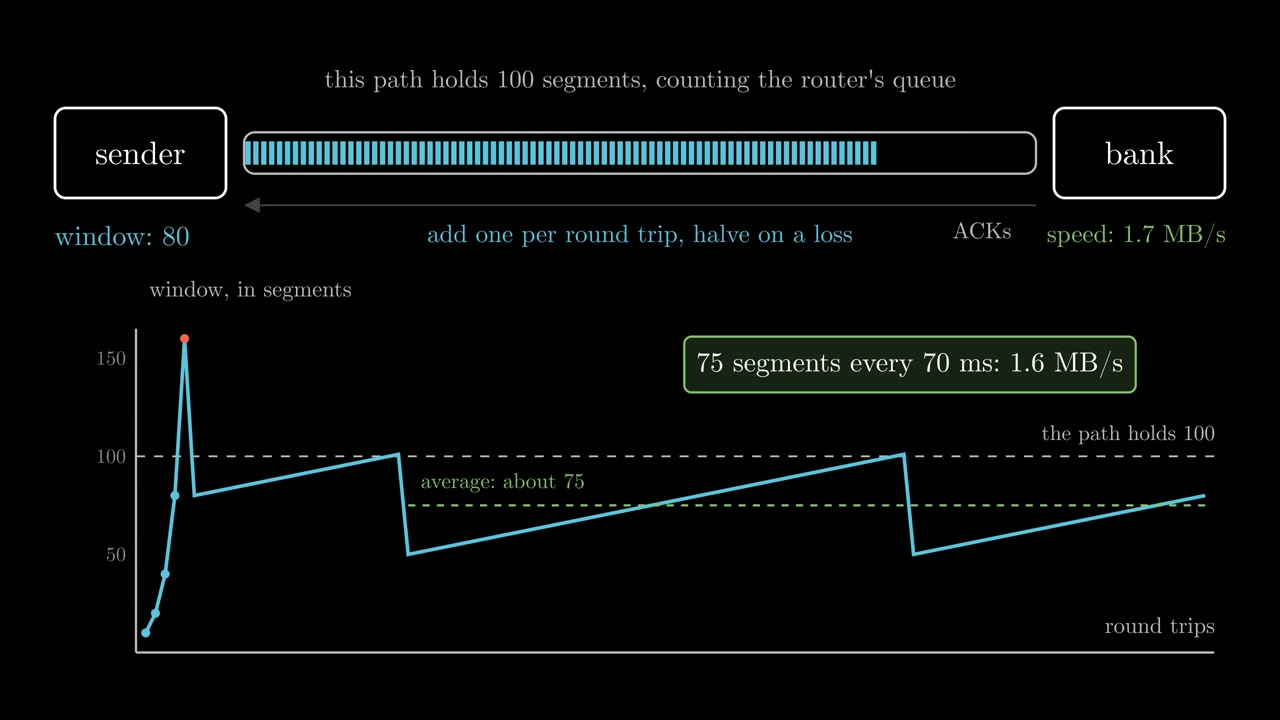 this path holds 100 segments, counting the router's queue
sender
bank
window: 80
add one per round trip, halve on a loss
ACKs
speed: 1.7 MB/s
window, in segments
150
75 segments every 70 ms: 1.6 MB/s
the path holds 100
100
average: about 75
50
round trips